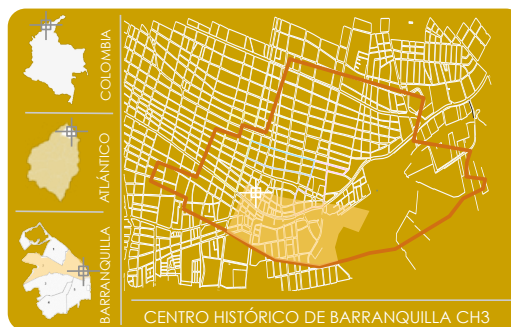 COLOMBIA
ATLÁNTICO
BARRANQUILLA
CENTRO HISTÓRICO DE BARRANQUILLA CH3